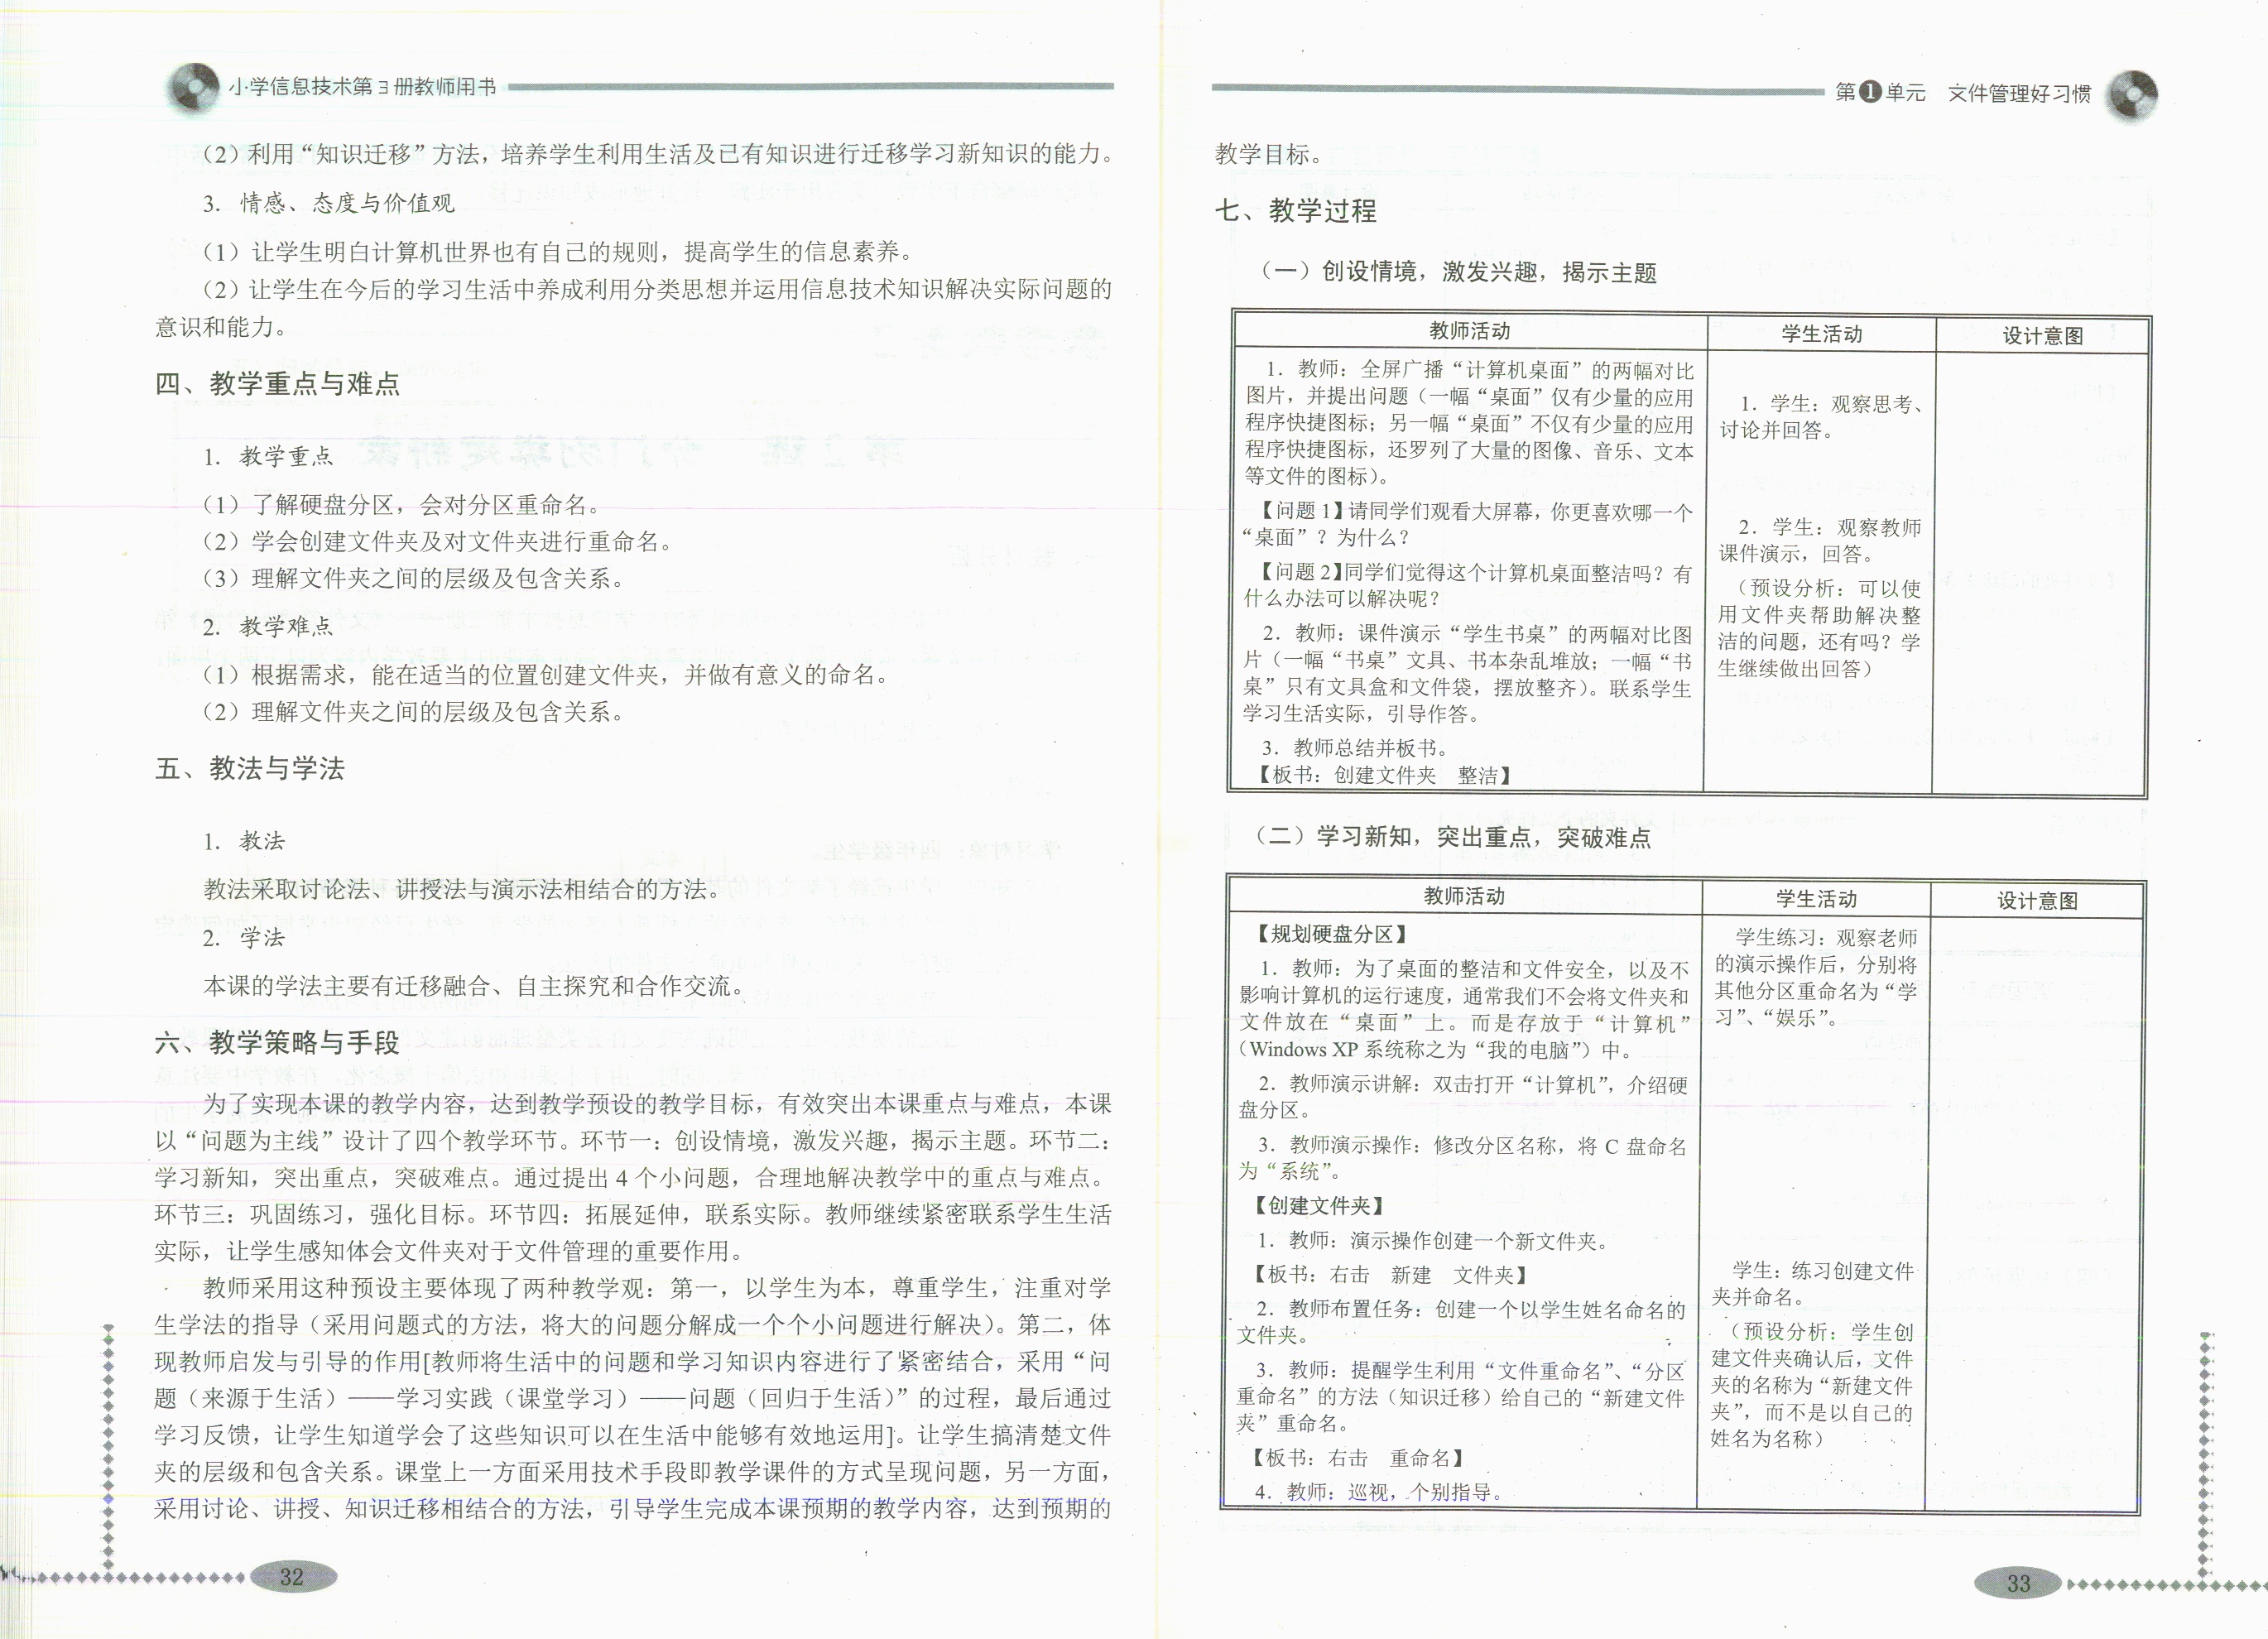 小学信息技术第3册教师用书
（2）利用“知识迁移”方法，培养学生利用生活及已有知识进行迁移学习新知识的能力。
3. 情感、态度与价值观
（1）让学生明白计算机世界也有自己的规则，提高学生的信息素养。
（2）让学生在今后的学习生活中养成利用分类思想并运用信息技术知识解决实际问题的
意识和能力。
四、教学重点与难点
1. 教学重点
（1）了解硬盘分区，会对分区重命名。
（2）学会创建文件夹及对文件夹进行重命名。
（3）理解文件夹之间的层级及包含关系。
2. 教学难点
（1）根据需求，能在适当的位置创建文件夹，并做有意义的命名。
（2）理解文件夹之间的层级及包含关系。
五、教法与学法
1. 教法
教法采取讨论法、讲授法与演示法相结合的方法。
2. 学法
本课的学法主要有迁移融合、自主探究和合作交流。
六、教学策略与手段
为了实现本课的教学内容，达到教学预设的教学目标，有效突出本课重点与难点，本课
以“问题为主线”设计了四个教学环节。环节一：创设情境，激发兴趣，揭示主题。环节二：
学习新知，突出重点，突破难点。通过提出 4 个小问题，合理地解决教学中的重点与难点。
环节三：巩固练习，强化目标。环节四：拓展延伸，联系实际。教师继续紧密联系学生生活
实际，让学生感知体会文件夹对于文件管理的重要作用。
教师采用这种预设主要体现了两种教学观：第一，以学生为本，尊重学生，注重对学
生学法的指导（采用问题式的方法，将大的问题分解成一个个小问题进行解决）。第二，体
现教师启发与引导的作用[教师将生活中的问题和学习知识内容进行了紧密结合，采用“问
题（来源于生活）——学习实践（课堂学习）——问题（回归于生活）”的过程，最后通过
学习反馈，让学生知道学会了这些知识可以在生活中能够有效地运用]。让学生搞清楚文件
夹的层级和包含关系。课堂上一方面采用技术手段即教学课件的方式呈现问题，另一方面，
采用讨论、讲授、知识迁移相结合的方法，引导学生完成本课预期的教学内容，达到预期的
32
第1单元 文件管理好习惯
教学目标。
七、教学过程
（一）创设情境，激发兴趣，揭示主题
教师活动
学生活动
设计意图
1．教师：全屏广播“计算机桌面”的两幅对比
图片，并提出问题（一幅“桌面”仅有少量的应用
程序快捷图标；另一幅“桌面”不仅有少量的应用
程序快捷图标，还罗列了大量的图像、音乐、文本
等文件的图标）。
【问题 1】请同学们观看大屏幕，你更喜欢哪一个
“桌面”？为什么？
【问题 2】同学们觉得这个计算机桌面整洁吗？有
什么办法可以解决呢？
2．教师：课件演示“学生书桌”的两幅对比图
片（一幅“书桌”文具、书本杂乱堆放；一幅“书
桌”只有文具盒和文件袋，摆放整齐）。联系学生
学习生活实际，引导作答。
3．教师总结并板书。
【板书：创建文件夹 整洁】
1．学生：观察思考、
讨论并回答。
2．学生：观察教师
课件演示，回答。
（预设分析：可以使
用文件夹帮助解决整
洁的问题，还有吗？学
生继续做出回答）
（二）学习新知，突出重点，突破难点
教师活动
学生活动
设计意图
【规划硬盘分区】
1．教师：为了桌面的整洁和文件安全，以及不
影响计算机的运行速度，通常我们不会将文件夹和
文件放在“桌面”上。而是存放于“计算机”
（Windows XP 系统称之为“我的电脑”）中。
2．教师演示讲解：双击打开“计算机”，介绍硬
盘分区。
3．教师演示操作：修改分区名称，将 C 盘命名
为“系统”。
【创建文件夹】
1．教师：演示操作创建一个新文件夹。
【板书：右击 新建 文件夹】
2．教师布置任务：创建一个以学生姓名命名的
文件夹。
3．教师：提醒学生利用“文件重命名”、“分区
重命名”的方法（知识迁移）给自己的“新建文件
夹”重命名。
【板书：右击 重命名】
4．教师：巡视，个别指导。
学生练习：观察老师
的演示操作后，分别将
其他分区重命名为“学
习”、“娱乐”。
学生：练习创建文件
夹并命名。
（预设分析：学生创
建文件夹确认后，文件
夹的名称为“新建文件
夹”，而不是以自己的
姓名为名称）
33